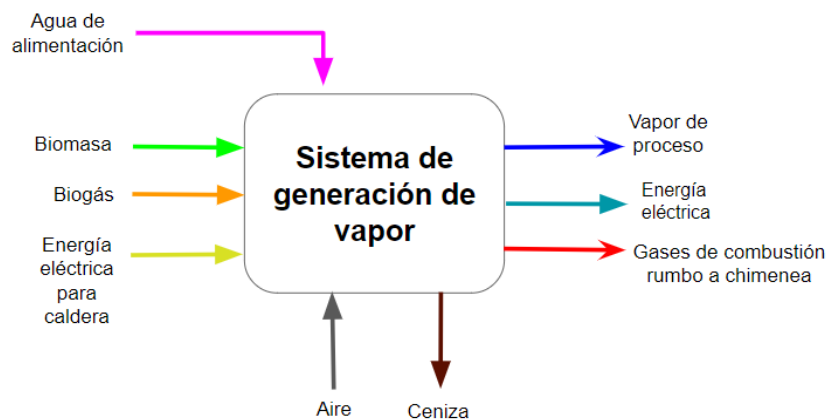 Agua de
alimentación
Biomasa
Biogás
Energía
eléctrica
para
caldera
Sistema de
generación de
vapor
Vapor de
proceso
Energía
eléctrica
Gases de combustión
rumbo a chimenea
Aire
Ceniza